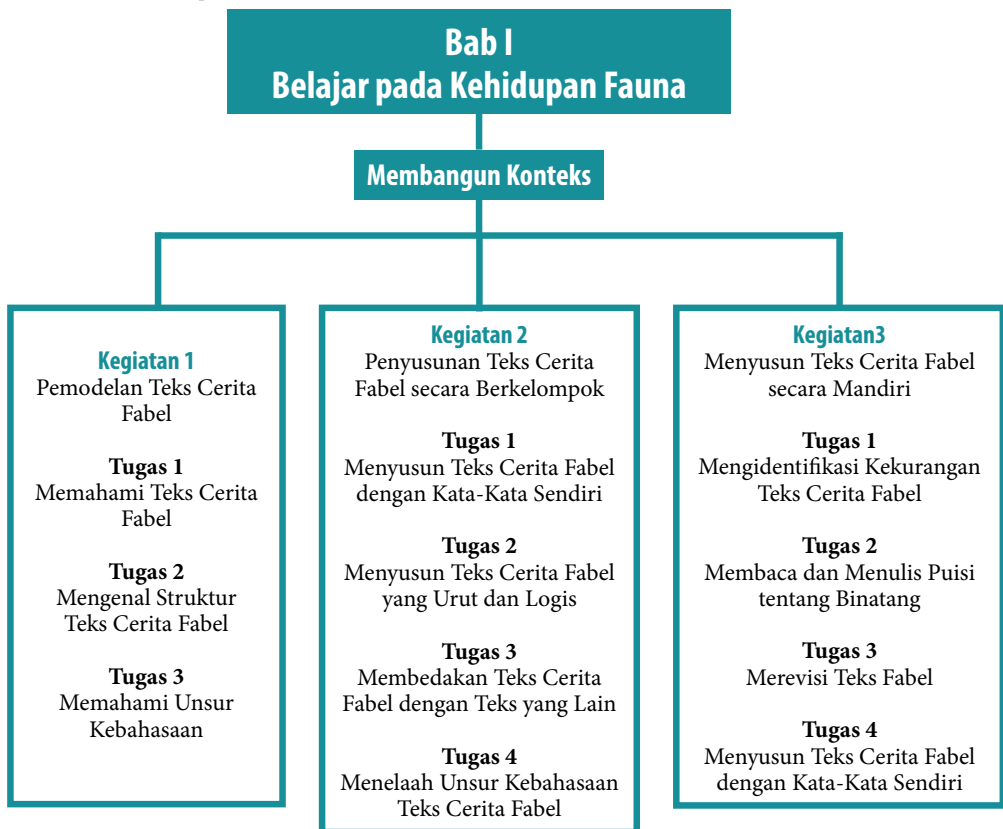 Bab I
Belajar pada Kehidupan Fauna
Membangun Konteks
Kegiatan 1
Pemodelan Teks Cerita
Fabel
Tugas 1
Memahami Teks Cerita
Fabel
Tugas 2
Mengenal Struktur
Teks Cerita Fabel
Tugas 3
Memahami Unsur
Kebahasaan
Kegiatan 2
Penyusunan Teks Cerita
Fabel secara Berkelompok
Tugas 1
Menyusun Teks Cerita Fabel
dengan Kata-Kata Sendiri
Tugas 2
Menyusun Teks Cerita Fabel
yang Urut dan Logis
Tugas 3
Membedakan Teks Cerita
Fabel dengan Teks yang Lain
Tugas 4
Menelaah Unsur Kebahasaan
Teks Cerita Fabel
Kegiatan3
Menyusun Teks Cerita Fabel
secara Mandiri
Tugas 1
Mengidentifikasi Kekurangan
Teks Cerita Fabel
Tugas 2
Membaca dan Menulis Puisi
tentang Binatang
Tugas 3
Merevisi Teks Fabel
Tugas 4
Menyusun Teks Cerita Fabel
dengan Kata-Kata Sendiri